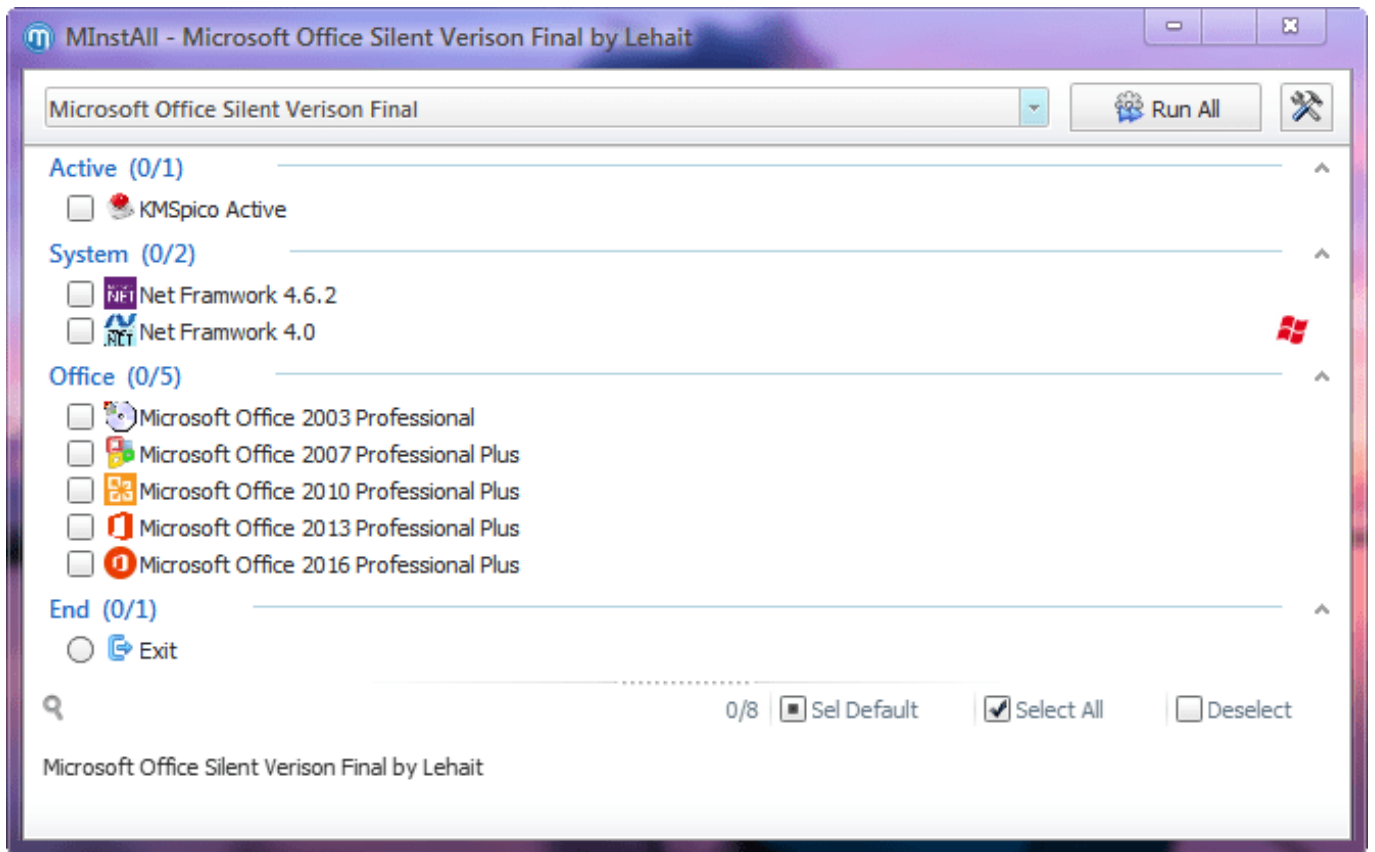 MInstAll - Microsoft Office Silent Verison Final by Lehait
Microsoft Office Silent Verison Final
Run All
Active (0/1)
KMSpico Active
System (0/2)
NET Net Framwork 4.6.2
.NET Net Framwork 4.0
Office (0/5)
Microsoft Office 2003 Professional
Microsoft Office 2007 Professional Plus
Microsoft Office 2010 Professional Plus
Microsoft Office 2013 Professional Plus
Microsoft Office 2016 Professional Plus
End (0/1)
Exit
0/8 Sel Default Select All Deselect
Microsoft Office Silent Verison Final by Lehait